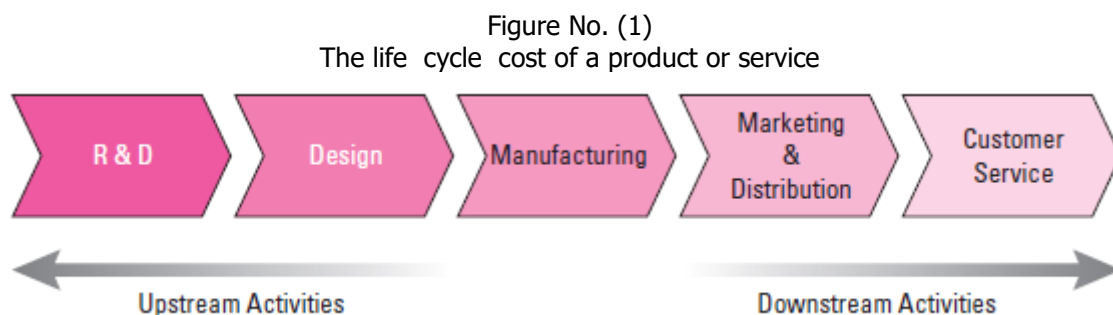 Figure No. (1)
The life  cycle  cost of a product or service
R & D
Design
Manufacturing
Marketing
&
Distribution
Customer
Service
Upstream Activities
Downstream Activities